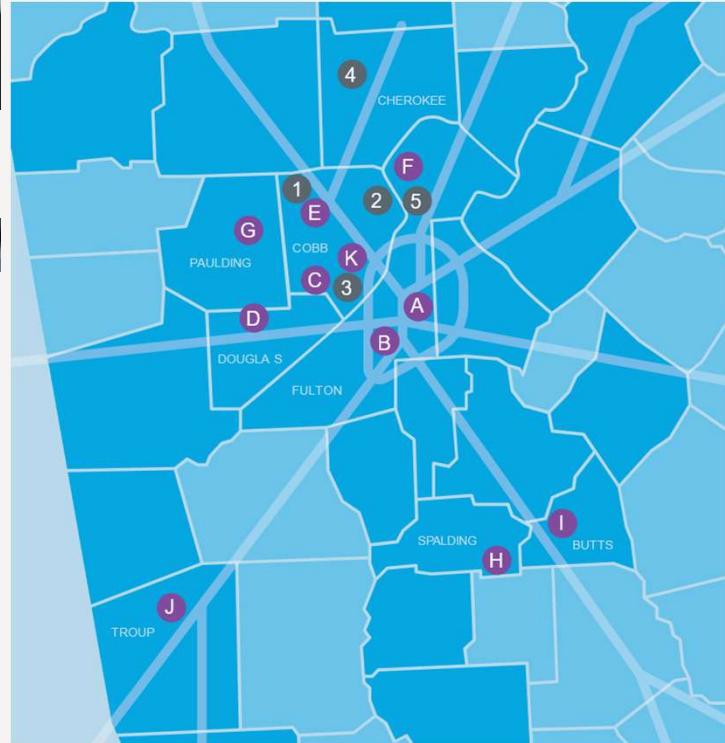 4
CHEROKEE
F
1
2
5
E
G
COBB
K
PAULDING
C
3
A
D
B
DOUGLA S
FULTON
I
SPALDING
BUTTS
H
J
TROUP